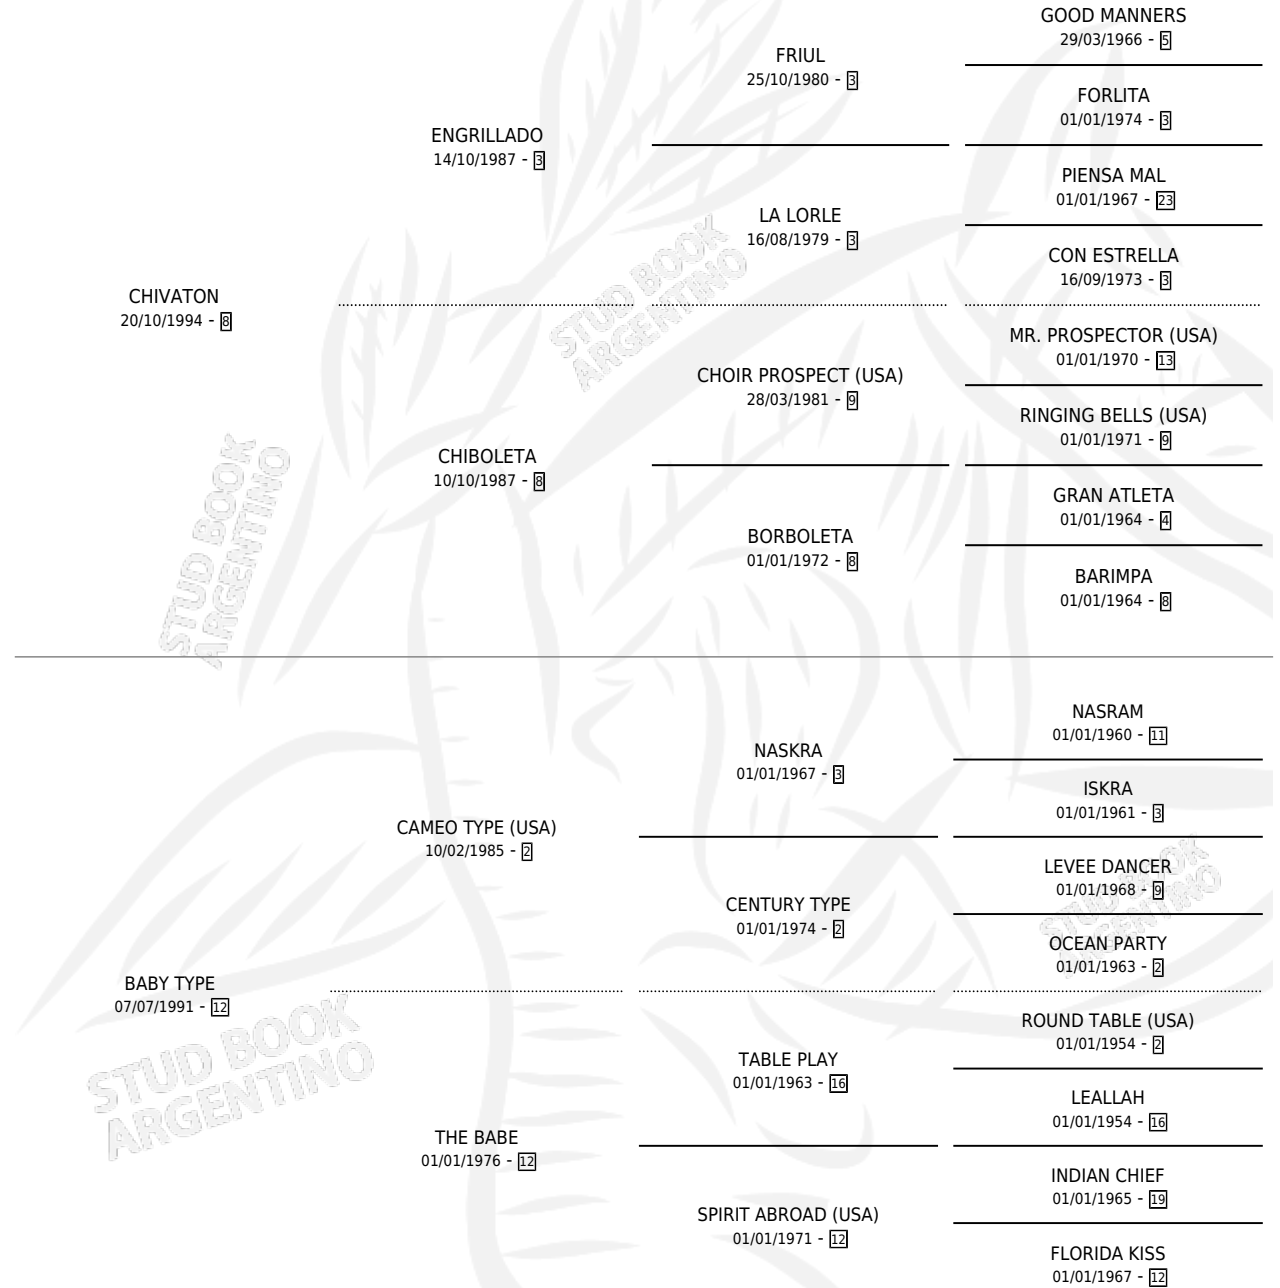 GOOD MANNERS
29/03/1966 - 5
FRIUL
25/10/1980 - 3
FORLITA
01/01/1974 - 3
ENGRILLADO
14/10/1987 - 3
PIENSA MAL
01/01/1967 - 23
LA LORLE
16/08/1979 - 3
CON ESTRELLA
16/09/1973 - 3
CHIVATON
20/10/1994 - 8
MR. PROSPECTOR (USA)
01/01/1970 - 13
CHOIR PROSPECT (USA)
28/03/1981 - 9
RINGING BELLS (USA)
01/01/1971 - 9
CHIBOLETA
10/10/1987 - 8
GRAN ATLETA
01/01/1964 - 4
BORBOLETA
01/01/1972 - 8
BARIMPA
01/01/1964 - 8
STUD BOOK
ARGENTINO
STUD BOOK
ARGENTINO
NASRAM
01/01/1960 - 11
NASKRA
01/01/1967 - 3
ISKRA
01/01/1961 - 3
CAMEO TYPE (USA)
10/02/1985 - 2
LEVEE DANCER
01/01/1968 - 9
CENTURY TYPE
01/01/1974 - 2
OCEAN PARTY
01/01/1963 - 2
STUD BOOK
ARGENTINO
BABY TYPE
07/07/1991 - 12
ROUND TABLE (USA)
01/01/1954 - 2
TABLE PLAY
01/01/1963 - 16
LEALLAH
01/01/1954 - 16
THE BABE
01/01/1976 - 12
INDIAN CHIEF
01/01/1965 - 19
SPIRIT ABROAD (USA)
01/01/1971 - 12
FLORIDA KISS
01/01/1967 - 12
STUD BOOK
ARGENTINO